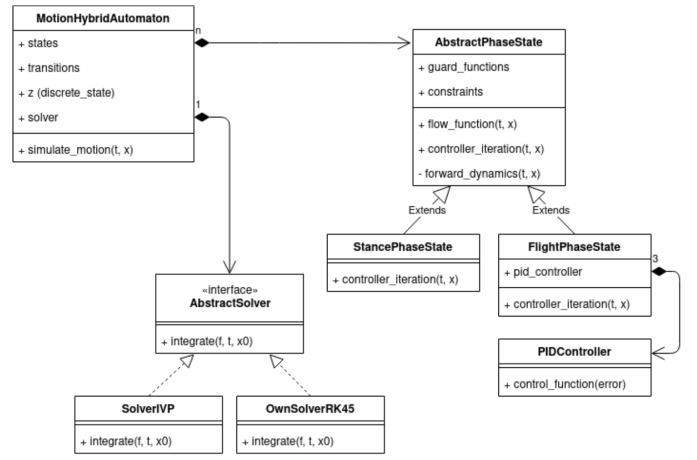 MotionHybridAutomaton
+ states
+ transitions
+ z (discrete_state)
+ solver
+ simulate_motion(t, x)
n
1
AbstractPhaseState
+ guard_functions
+ constraints
+ flow_function(t, x)
+ controller_iteration(t, x)
- forward_dynamics(t, x)
Extends
Extends
StancePhaseState
+ controller_iteration(t, x)
FlightPhaseState
+ pid_controller
+ controller_iteration(t, x)
3
PIDController
+ control_function(error)
«interface»
AbstractSolver
+ integrate(f, t, x0)
SolverIVP
+ integrate(f, t, x0)
OwnSolverRK45
+ integrate(f, t, x0)